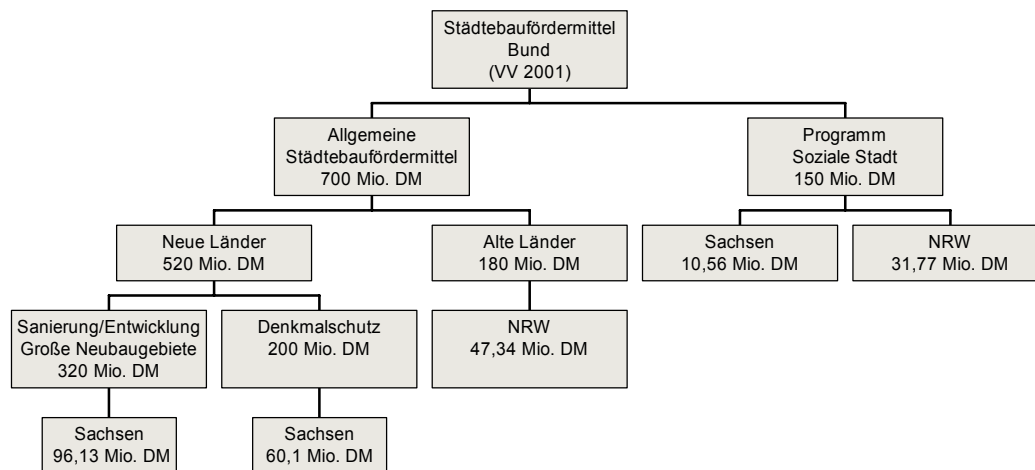 Städtebaufördermittel
Bund
(VV 2001)
Allgemeine
Städtebaufördermittel
700 Mio. DM
Programm
Soziale Stadt
150 Mio. DM
Neue Länder
520 Mio. DM
Alte Länder
180 Mio. DM
Sachsen
10,56 Mio. DM
NRW
31,77 Mio. DM
Sanierung/Entwicklung
Große Neubaugebiete
320 Mio. DM
Denkmalschutz
200 Mio. DM
NRW
47,34 Mio. DM
Sachsen
96,13 Mio. DM
Sachsen
60,1 Mio. DM